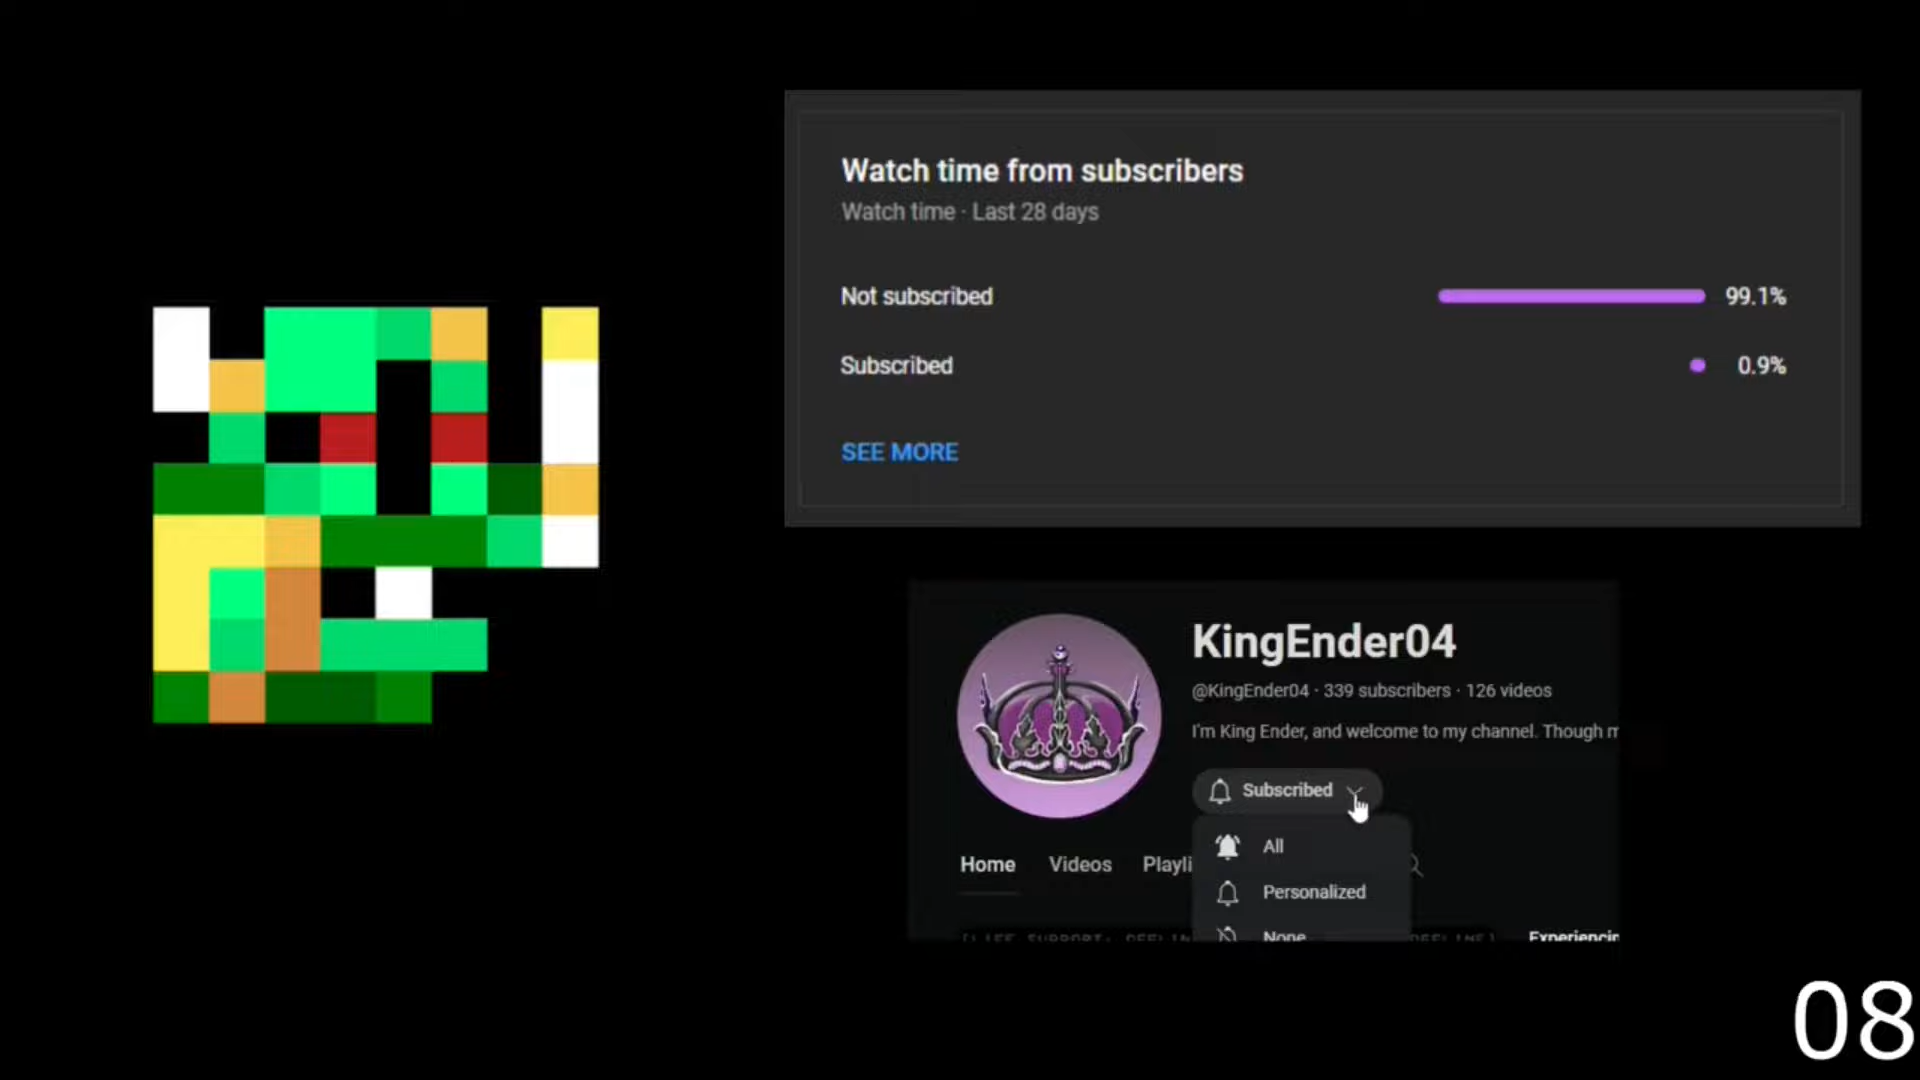 Watch time from subscribers
Watch time · Last 28 days
Not subscribed 99.1%
Subscribed 0.9%
SEE MORE
KingEnder04
@KingEnder04 · 339 subscribers · 126 videos
I'm King Ender, and welcome to my channel. Though m
Subscribed
All
Home Videos Playli
Personalized
None
Experiencin
08